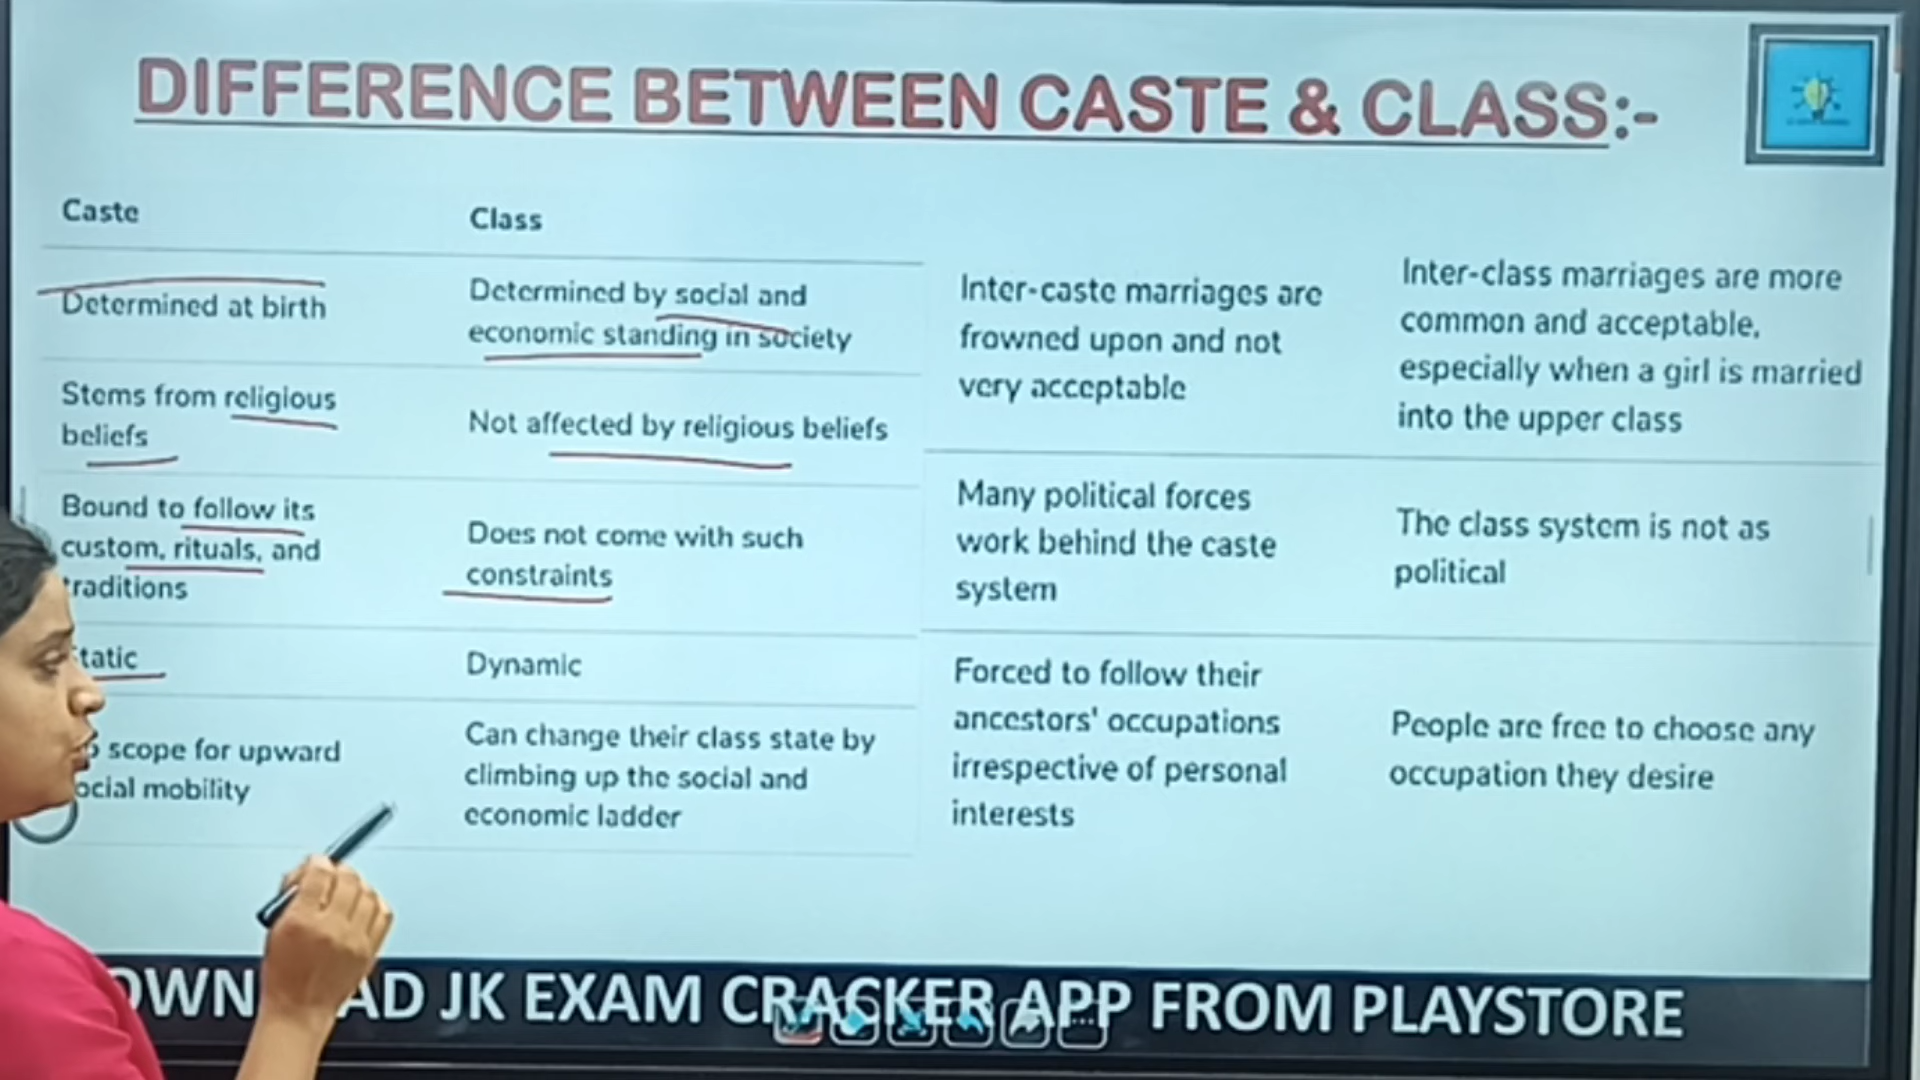 DIFFERENCE BETWEEN CASTE & CLASS:-
Caste
Class
Determined at birth
Determined by social and
economic standing in society
Stems from religious
beliefs
Not affected by religious beliefs
Bound to follow its
custom, rituals, and
traditions
Does not come with such
constraints
Static
Dynamic
scope for upward
social mobility
Can change their class state by
climbing up the social and
economic ladder
Inter-caste marriages are
frowned upon and not
very acceptable
Inter-class marriages are more
common and acceptable,
especially when a girl is married
into the upper class
Many political forces
work behind the caste
system
The class system is not as
political
Forced to follow their
ancestors' occupations
irrespective of personal
interests
People are free to choose any
occupation they desire
DOWNLOAD JK EXAM CRACKER APP FROM PLAYSTORE